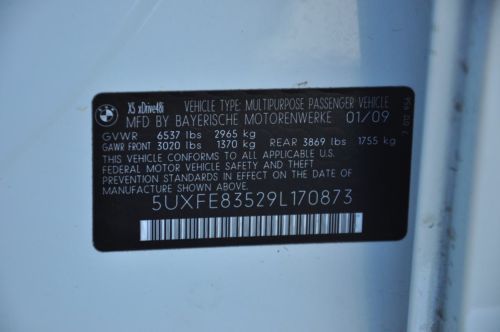 X5 xDrive48i
VEHICLE TYPE: MULTIPURPOSE PASSENGER VEHICLE
MFD BY BAYERISCHE MOTORENWERKE 01/09
GVWR 6537 lbs 2965 kg
GAWR FRONT 3020 lbs 1370 kg REAR 3869 lbs 1755 kg
THIS VEHICLE CONFORMS TO ALL APPLICABLE U.S.
FEDERAL MOTOR VEHICLE SAFETY AND
THEFT PREVENTION STANDARDS IN EFFECT ON THE DATE
OF MANUFACTURE SHOWN ABOVE.
5UXFE83529L170873